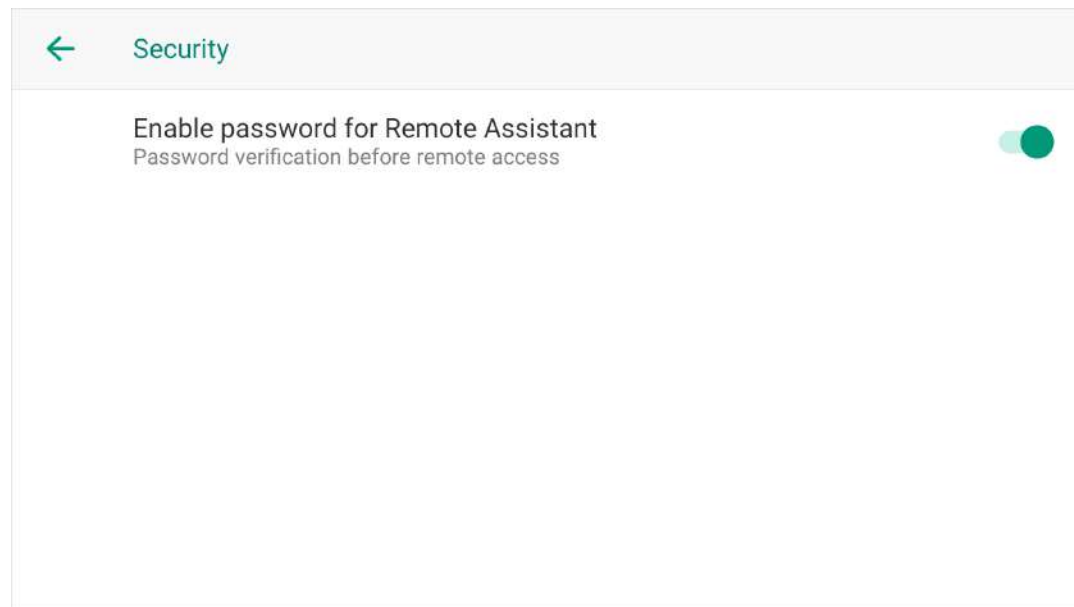 Security
Enable password for Remote Assistant
Password verification before remote access